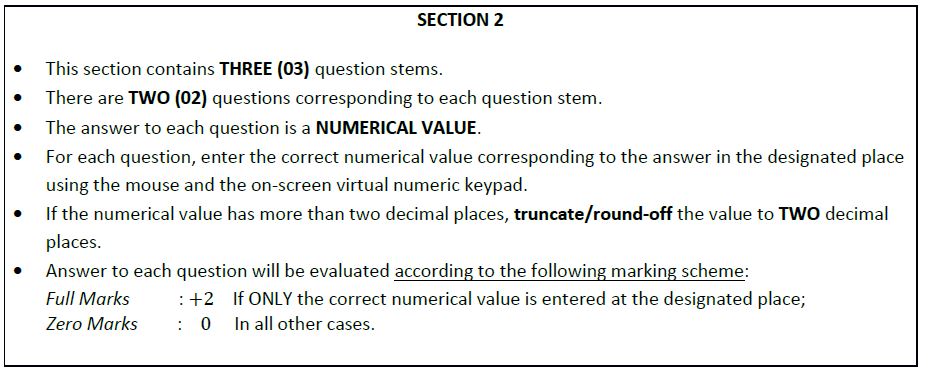 SECTION 2
• This section contains THREE (03) question stems.
• There are TWO (02) questions corresponding to each question stem.
• The answer to each question is a NUMERICAL VALUE.
• For each question, enter the correct numerical value corresponding to the answer in the designated place
using the mouse and the on-screen virtual numeric keypad.
• If the numerical value has more than two decimal places, truncate/round-off the value to TWO decimal
places.
• Answer to each question will be evaluated according to the following marking scheme:
Full Marks : +2 If ONLY the correct numerical value is entered at the designated place;
Zero Marks : 0 In all other cases.